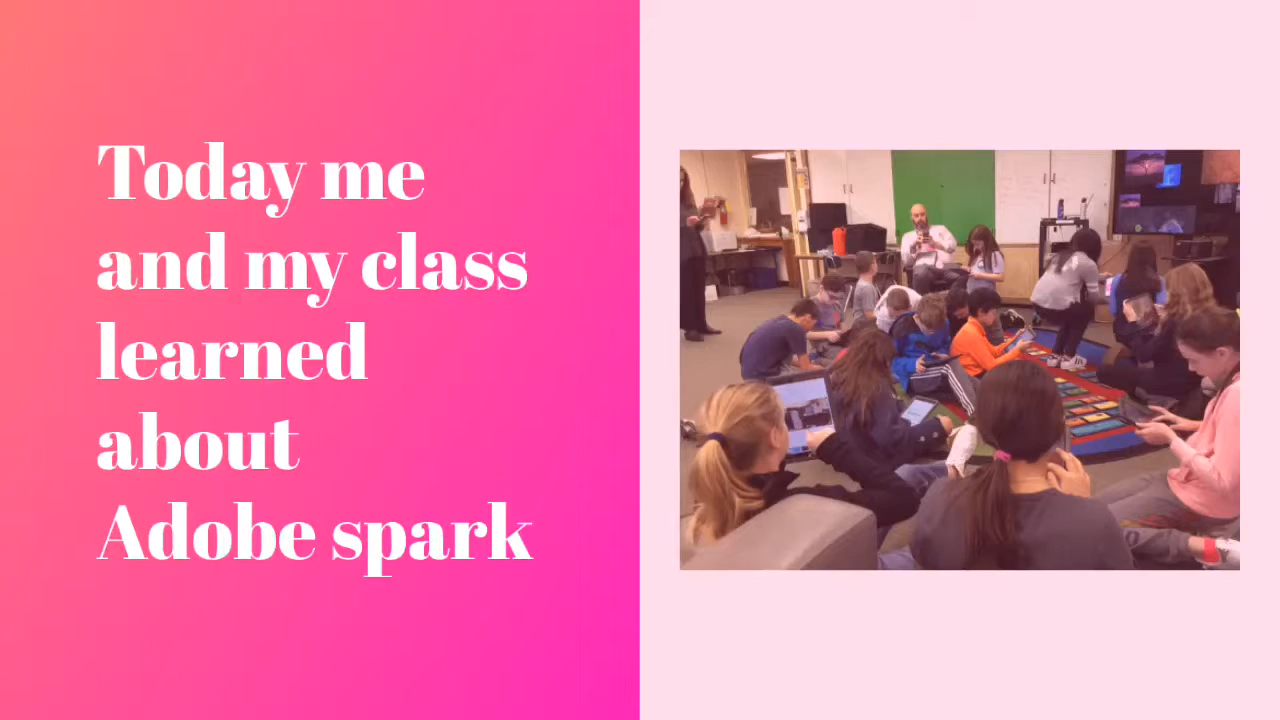 Today me
and my class
learned
about
Adobe spark